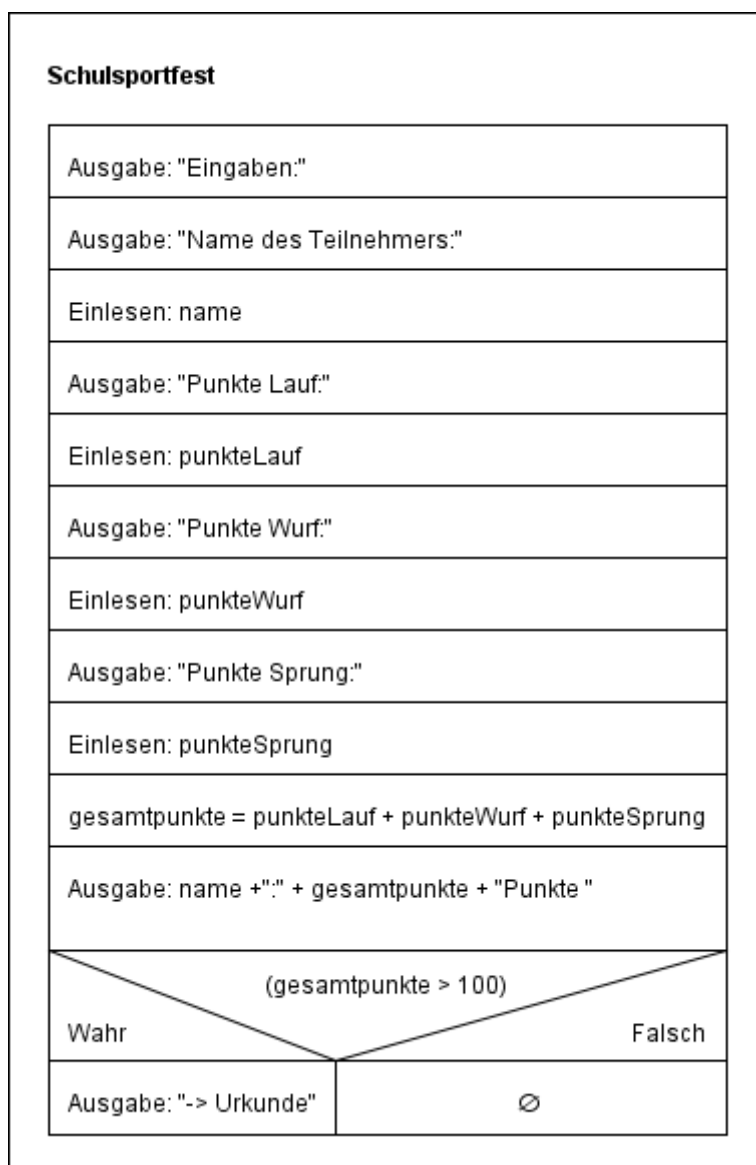 Schulsportfest
Ausgabe: "Eingaben:"
Ausgabe: "Name des Teilnehmers:"
Einlesen: name
Ausgabe: "Punkte Lauf:"
Einlesen: punkteLauf
Ausgabe: "Punkte Wurf:"
Einlesen: punkteWurf
Ausgabe: "Punkte Sprung:"
Einlesen: punkteSprung
gesamtpunkte = punkteLauf + punkteWurf + punkteSprung
Ausgabe: name +":" + gesamtpunkte + "Punkte "
(gesamtpunkte > 100)
Wahr
Falsch
Ausgabe: "-> Urkunde"
∅